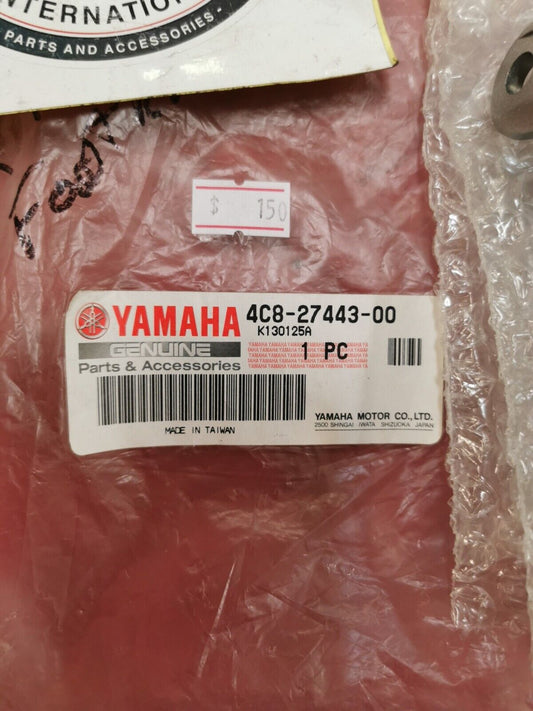 INTERNATION
PARTS AND ACCESSORIES -
$ 150
YAMAHA 4C8-27443-00
K130125A
GENUINE 1 PC
Parts & Accessories
MADE IN TAIWAN
YAMAHA MOTOR CO., LTD.
2500 SHINGAI IWATA SHIZUOKA JAPAN